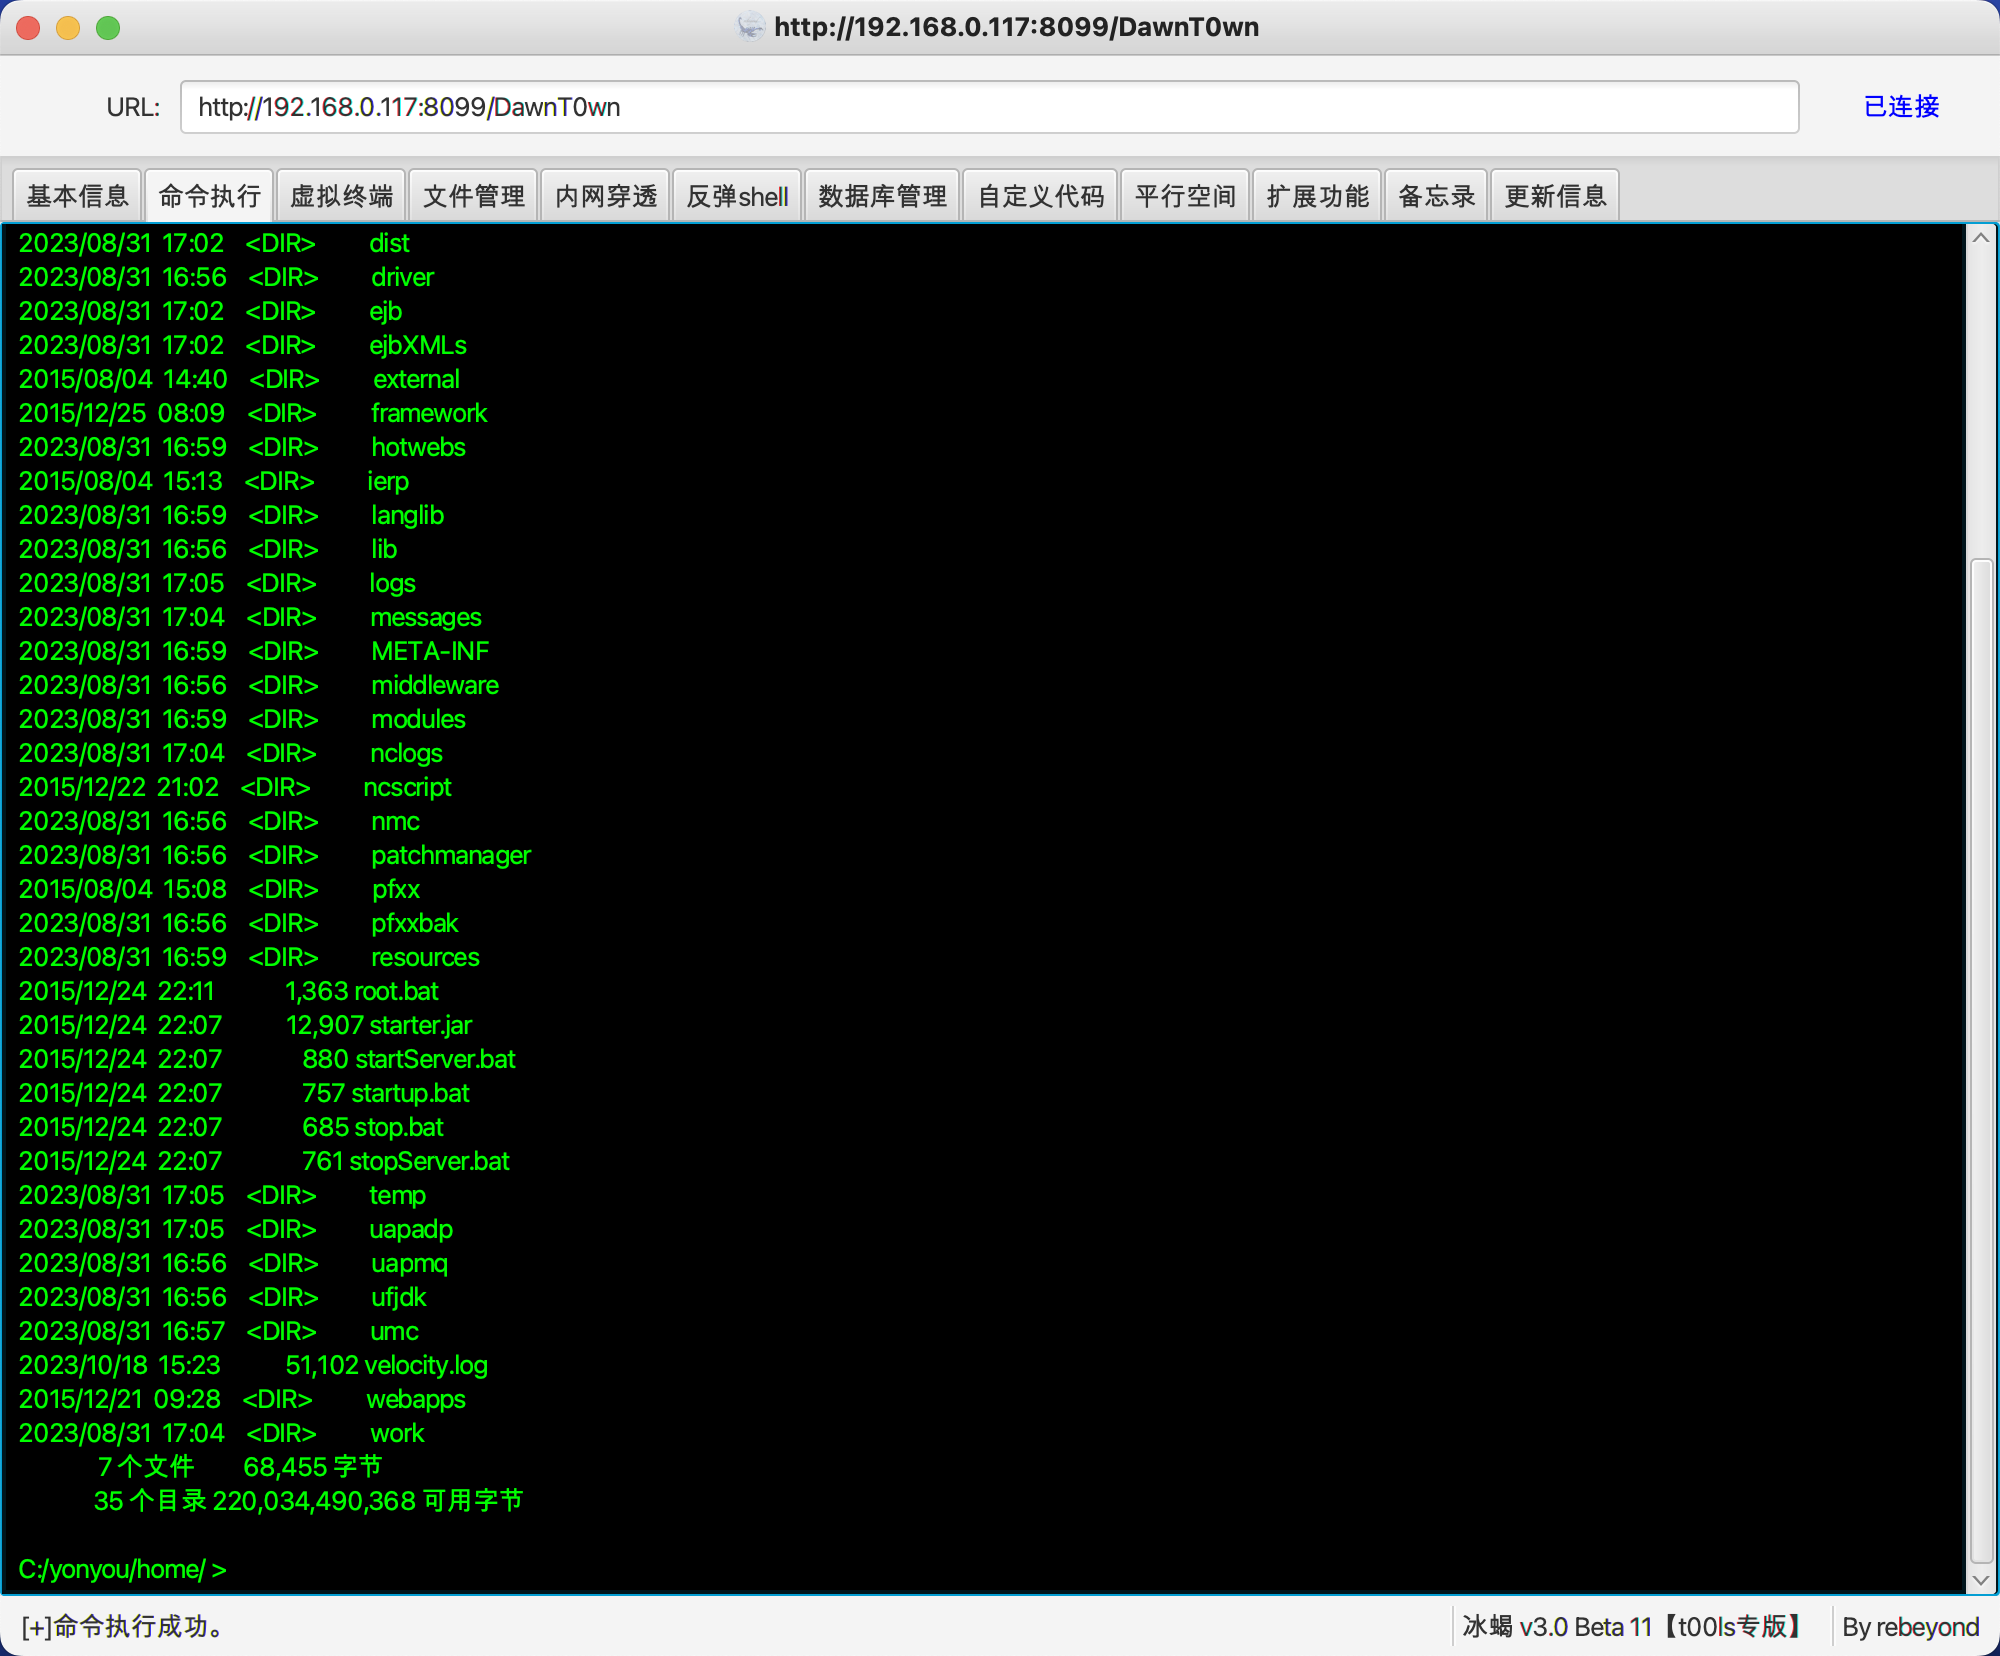 http://192.168.0.117:8099/DawnT0wn
URL: http://192.168.0.117:8099/DawnT0wn 已连接
基本信息 命令执行 虚拟终端 文件管理 内网穿透 反弹shell 数据库管理 自定义代码 平行空间 扩展功能 备忘录 更新信息
2023/08/31 17:02 <DIR> dist
2023/08/31 16:56 <DIR> driver
2023/08/31 17:02 <DIR> ejb
2023/08/31 17:02 <DIR> ejbXMLs
2015/08/04 14:40 <DIR> external
2015/12/25 08:09 <DIR> framework
2023/08/31 16:59 <DIR> hotwebs
2015/08/04 15:13 <DIR> ierp
2023/08/31 16:59 <DIR> langlib
2023/08/31 16:56 <DIR> lib
2023/08/31 17:05 <DIR> logs
2023/08/31 17:04 <DIR> messages
2023/08/31 16:59 <DIR> META-INF
2023/08/31 16:56 <DIR> middleware
2023/08/31 16:59 <DIR> modules
2023/08/31 17:04 <DIR> nclogs
2015/12/22 21:02 <DIR> ncscript
2023/08/31 16:56 <DIR> nmc
2023/08/31 16:56 <DIR> patchmanager
2015/08/04 15:08 <DIR> pfxx
2023/08/31 16:56 <DIR> pfxxbak
2023/08/31 16:59 <DIR> resources
2015/12/24 22:11 1,363 root.bat
2015/12/24 22:07 12,907 starter.jar
2015/12/24 22:07 880 startServer.bat
2015/12/24 22:07 757 startup.bat
2015/12/24 22:07 685 stop.bat
2015/12/24 22:07 761 stopServer.bat
2023/08/31 17:05 <DIR> temp
2023/08/31 17:05 <DIR> uapadp
2023/08/31 16:56 <DIR> uapmq
2023/08/31 16:56 <DIR> ufjdk
2023/08/31 16:57 <DIR> umc
2023/10/18 15:23 51,102 velocity.log
2015/12/21 09:28 <DIR> webapps
2023/08/31 17:04 <DIR> work
7 个文件 68,455 字节
35 个目录 220,034,490,368 可用字节
C:/yonyou/home/ >
[+]命令执行成功。 冰蝎 v3.0 Beta 11【t00ls专版】 By rebeyond